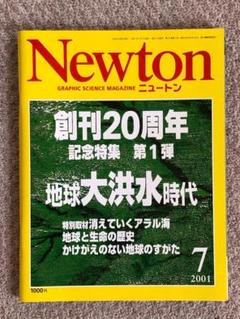 Newton
GRAPHIC SCIENCE MAGAZINE ニュートン
創刊20周年
記念特集 第1弾
地球大洪水時代
特別取材 消えていくアラル海
地球と生命の歴史
かけがえのない地球のすがた
7
2001
1000円